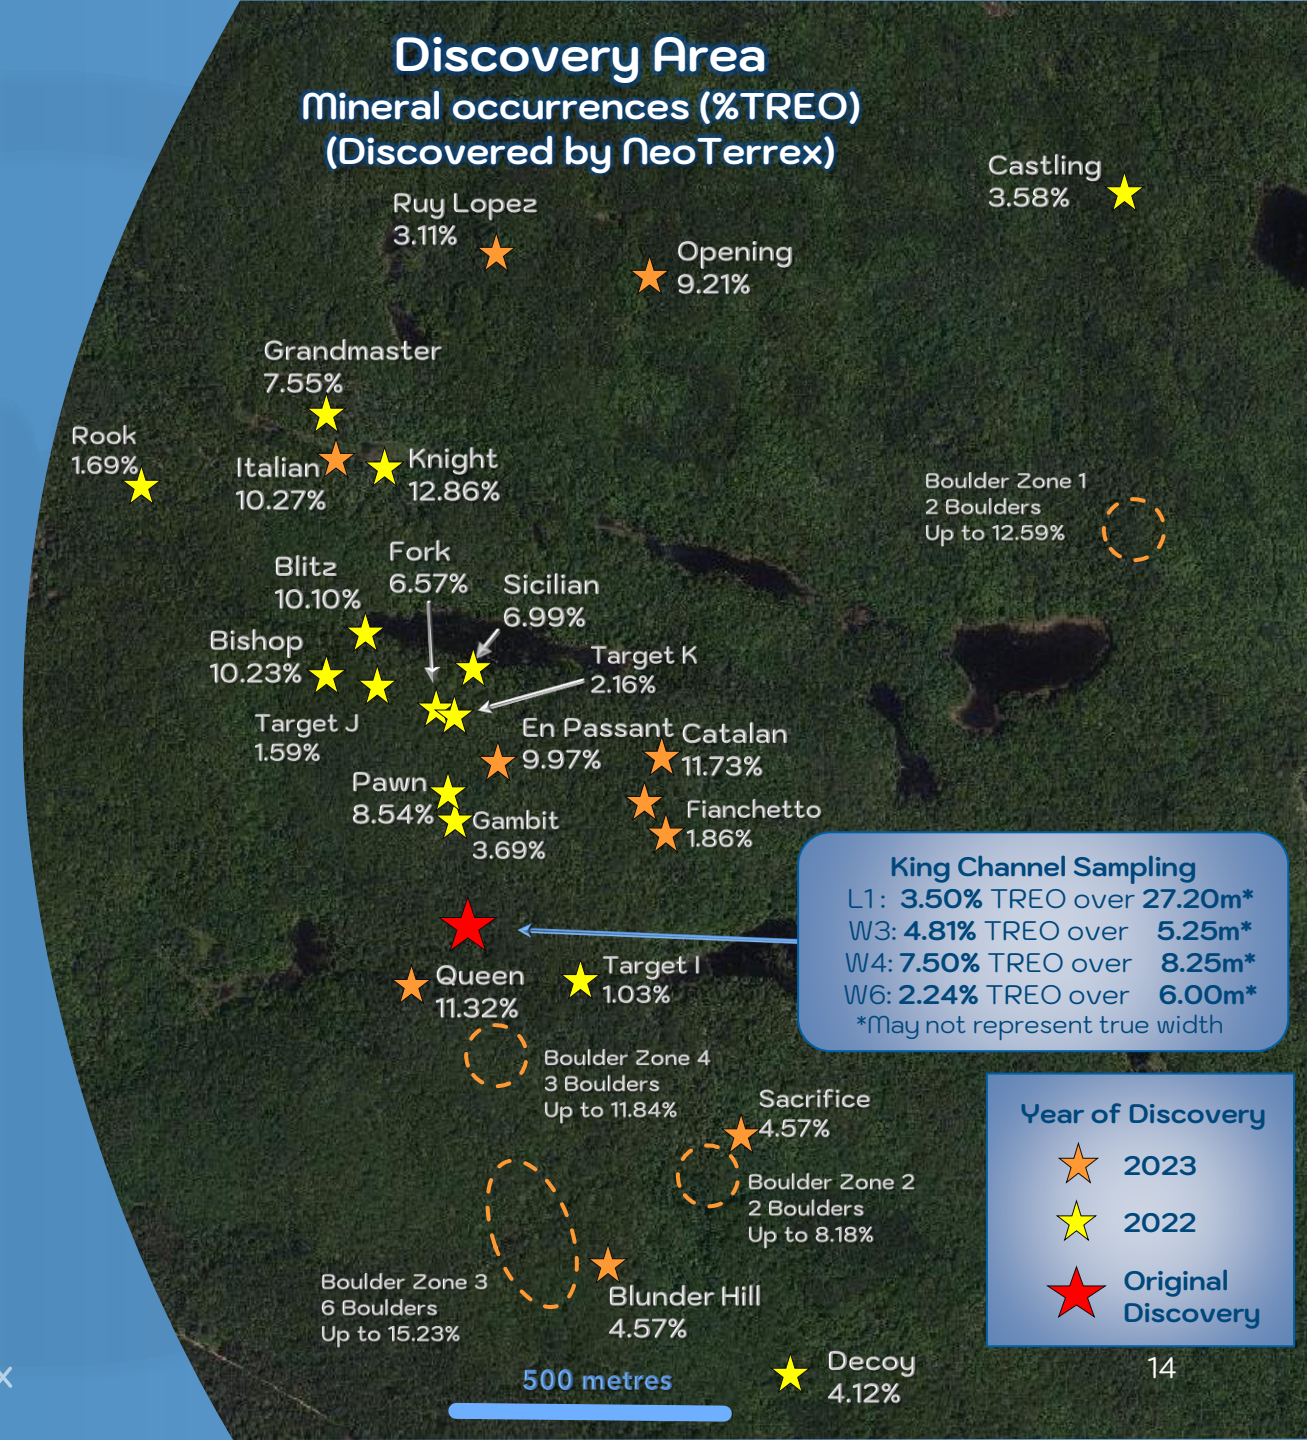 Discovery Area
Mineral occurrences (%TREO)
(Discovered by NeoTerrex)
Castling
3.58%
Ruy Lopez
3.11%
Opening
9.21%
Grandmaster
7.55%
Rook
1.69%
Italian
10.27%
Knight
12.86%
Boulder Zone 1
2 Boulders
Up to 12.59%
Fork
6.57%
Blitz
10.10%
Sicilian
6.99%
Bishop
10.23%
Target K
2.16%
Target J
1.59%
En Passant
9.97%
Catalan
11.73%
Pawn
8.54%
Gambit
3.69%
Fianchetto
1.86%
King Channel Sampling
L1: 3.50% TREO over 27.20m*
W3: 4.81% TREO over 5.25m*
W4: 7.50% TREO over 8.25m*
W6: 2.24% TREO over 6.00m*
*May not represent true width
Queen
11.32%
Target I
1.03%
Boulder Zone 4
3 Boulders
Up to 11.84%
Sacrifice
4.57%
Boulder Zone 2
2 Boulders
Up to 8.18%
Boulder Zone 3
6 Boulders
Up to 15.23%
Blunder Hill
4.57%
Decoy
4.12%
500 metres
Year of Discovery
2023
2022
Original
Discovery
14
x